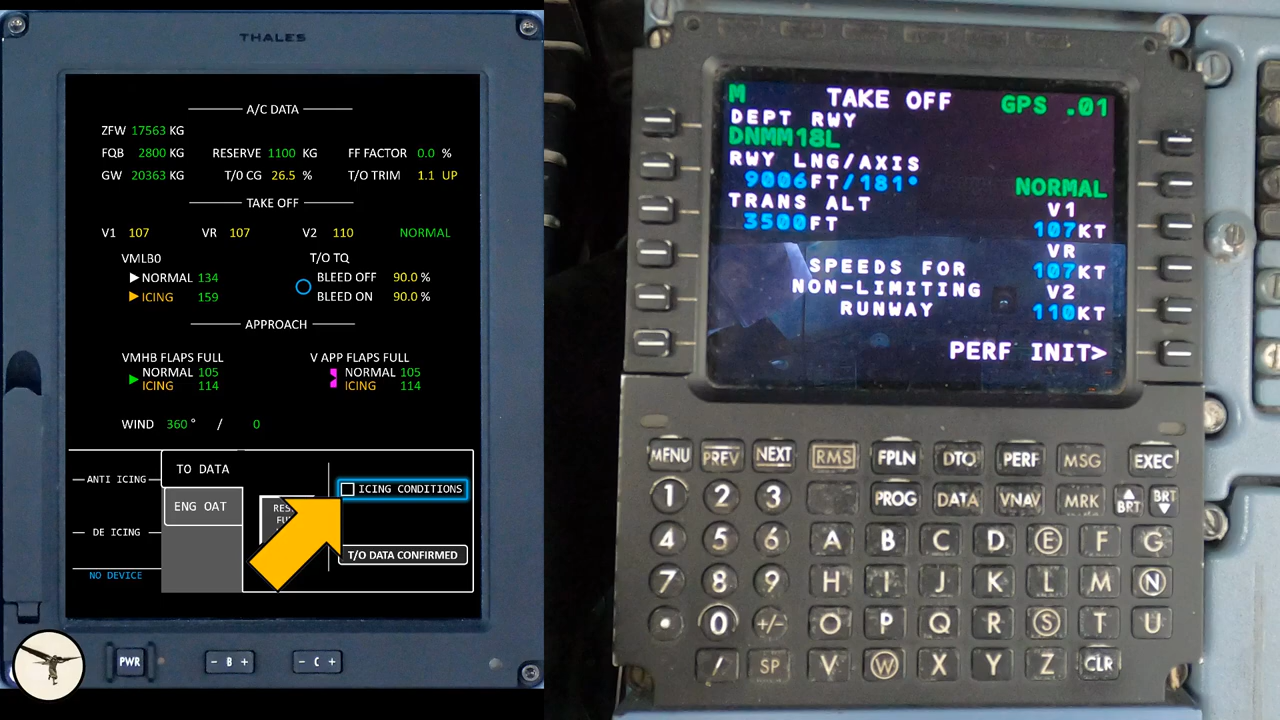 THALES
A/C DATA
ZFW 17563 KG
FQB 2800 KG RESERVE 1100 KG FF FACTOR 0.0 %
GW 20363 KG T/O CG 26.5 % T/O TRIM 1.1 UP
TAKE OFF
V1 107 VR 107 V2 110 NORMAL
VMLB0 T/O TQ
NORMAL 134 BLEED OFF 90.0 %
ICING 159 BLEED ON 90.0 %
APPROACH
VMHB FLAPS FULL V APP FLAPS FULL
NORMAL 105 NORMAL 105
ICING 114 ICING 114
WIND 360° / 0
TO DATA
ANTI ICING
ICING CONDITIONS
ENG OAT
DE ICING
T/O DATA CONFIRMED
NO DEVICE
PWR
- B +
- C +
M TAKE OFF GPS .01
DEPT RWY
DNMM18L
RWY LNG/AXIS
9006FT/181° NORMAL
TRANS ALT V1
3500FT 107KT
VR
SPEEDS FOR 107KT
NON-LIMITING V2
RUNWAY 110KT
PERF INIT>
MENU PREV NEXT RMS FPLN DTO PERF MSG EXEC
1 2 3 PROG DATA VNAV MRK BRT BRT
4 5 6 A B C D E F G
7 8 9 H I J K L M N
• 0 +/- O P Q R S T U
/ SP V W X Y Z CLR